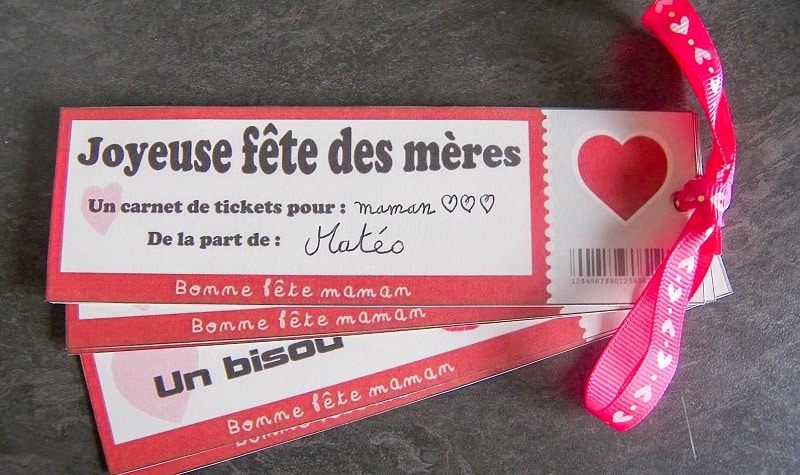 Joyeuse fête des mères
Un carnet de tickets pour : maman ♡♡♡
De la part de : Matéo
Bonne fête maman
Bonne fête maman
Un bisou
Bonne fête maman